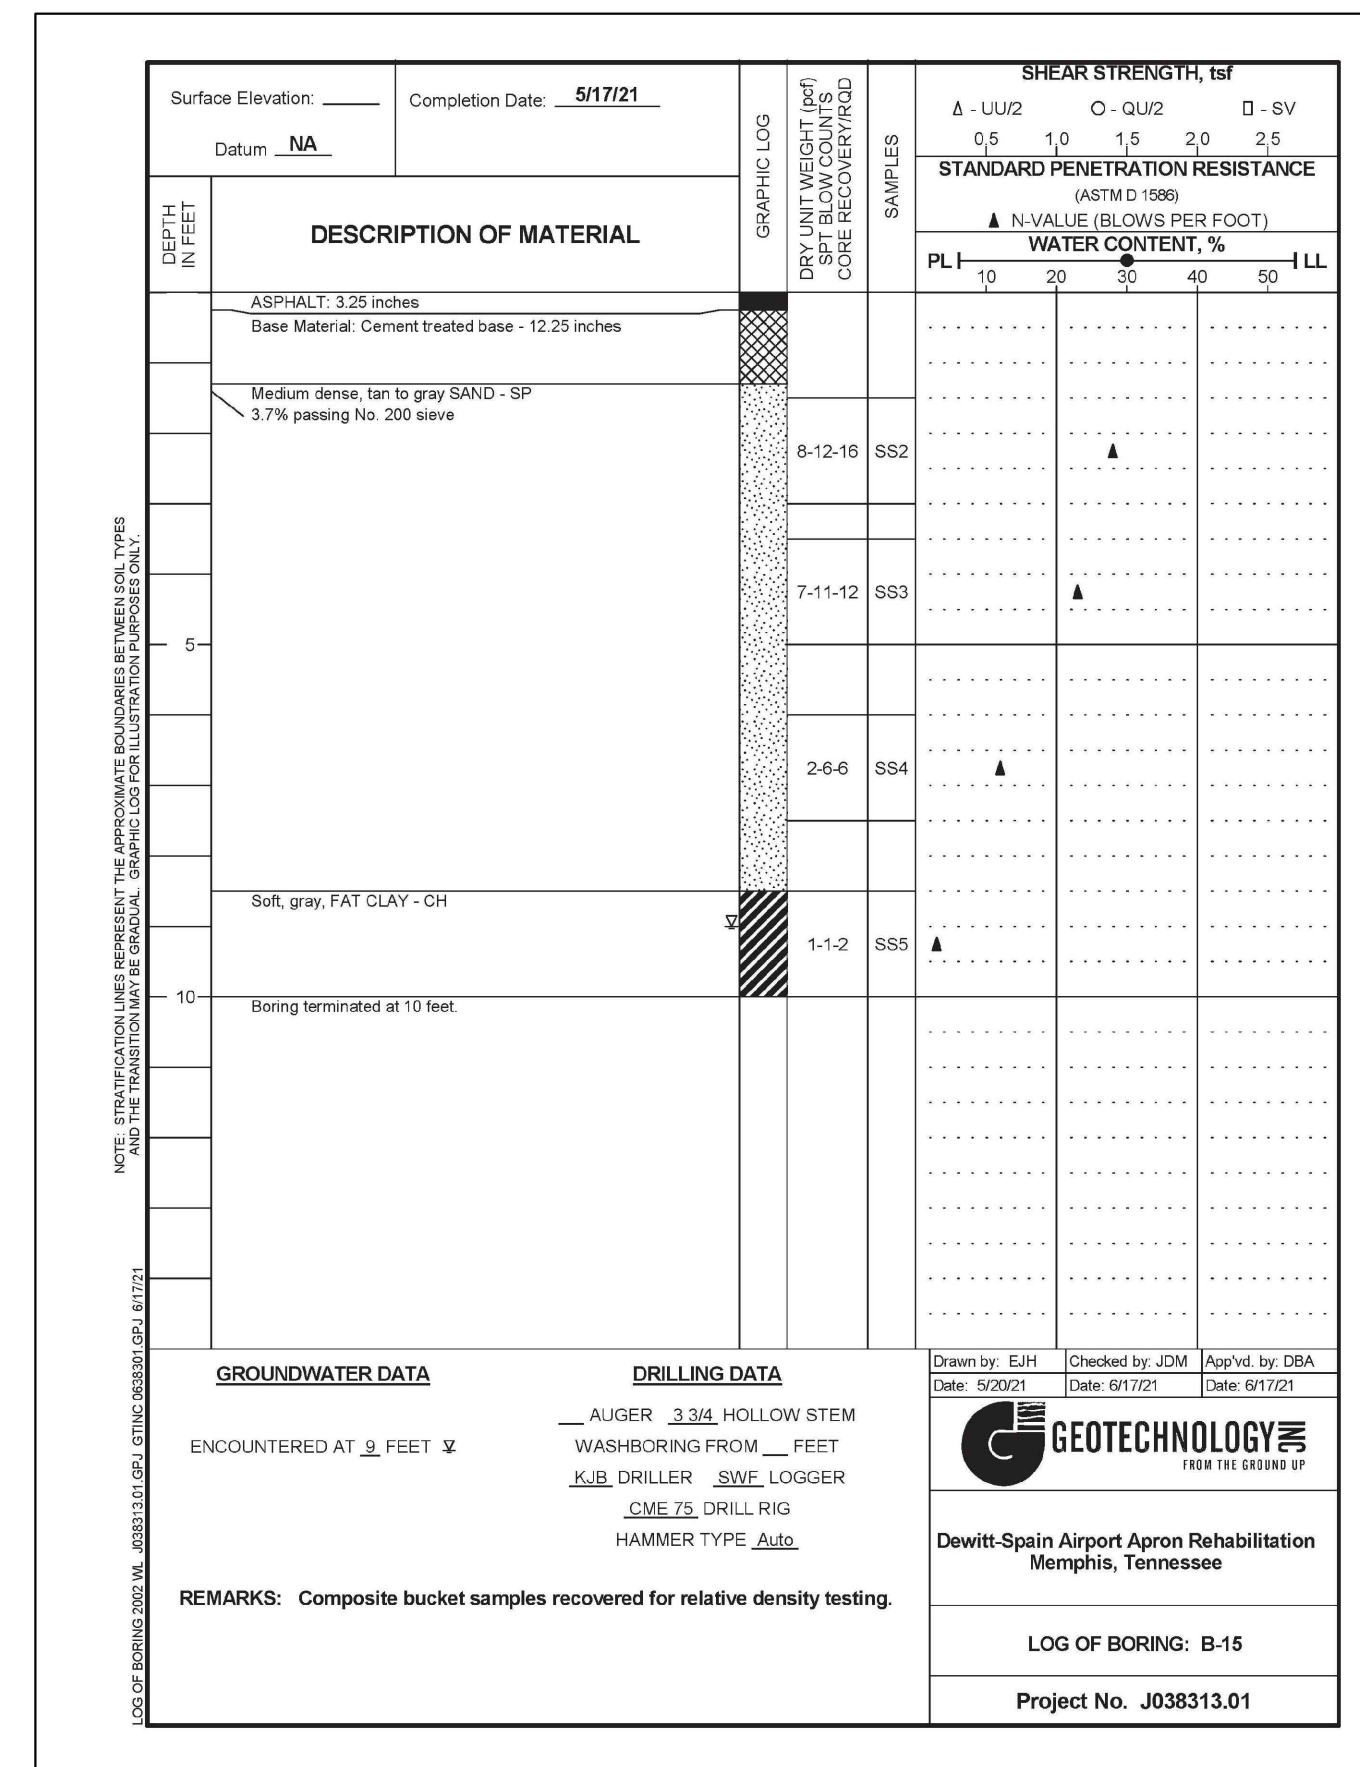 Surface Elevation: ______
Completion Date: 5/17/21
Datum NA
GRAPHIC LOG
DRY UNIT WEIGHT (pcf)
SPT BLOW COUNTS
CORE RECOVERY/RQD
SAMPLES
SHEAR STRENGTH, tsf
Δ - UU/2 O - QU/2 □ - SV
0.5 1.0 1.5 2.0 2.5
STANDARD PENETRATION RESISTANCE
(ASTM D 1586)
▲ N-VALUE (BLOWS PER FOOT)
WATER CONTENT, %
PL LL
10 20 30 40 50
DEPTH
IN FEET
DESCRIPTION OF MATERIAL
ASPHALT: 3.25 inches
Base Material: Cement treated base - 12.25 inches
Medium dense, tan to gray SAND - SP
3.7% passing No. 200 sieve
8-12-16 SS2
7-11-12 SS3
5
2-6-6 SS4
Soft, gray, FAT CLAY - CH
1-1-2 SS5
10
Boring terminated at 10 feet.
NOTE: STRATIFICATION LINES REPRESENT THE APPROXIMATE BOUNDARIES BETWEEN SOIL TYPES
AND THE TRANSITION MAY BE GRADUAL. GRAPHIC LOG FOR ILLUSTRATION PURPOSES ONLY.
LOG OF BORING 2002 WL J038313.01.GPJ GTINC 0638301.GPJ 6/17/21
GROUNDWATER DATA
ENCOUNTERED AT 9 FEET
DRILLING DATA
___ AUGER 3 3/4 HOLLOW STEM
WASHBORING FROM ___ FEET
KJB DRILLER SWF LOGGER
CME 75 DRILL RIG
HAMMER TYPE Auto
REMARKS: Composite bucket samples recovered for relative density testing.
Drawn by: EJH Checked by: JDM App'vd. by: DBA
Date: 5/20/21 Date: 6/17/21 Date: 6/17/21
GEOTECHNOLOGY INC
FROM THE GROUND UP
Dewitt-Spain Airport Apron Rehabilitation
Memphis, Tennessee
LOG OF BORING: B-15
Project No. J038313.01